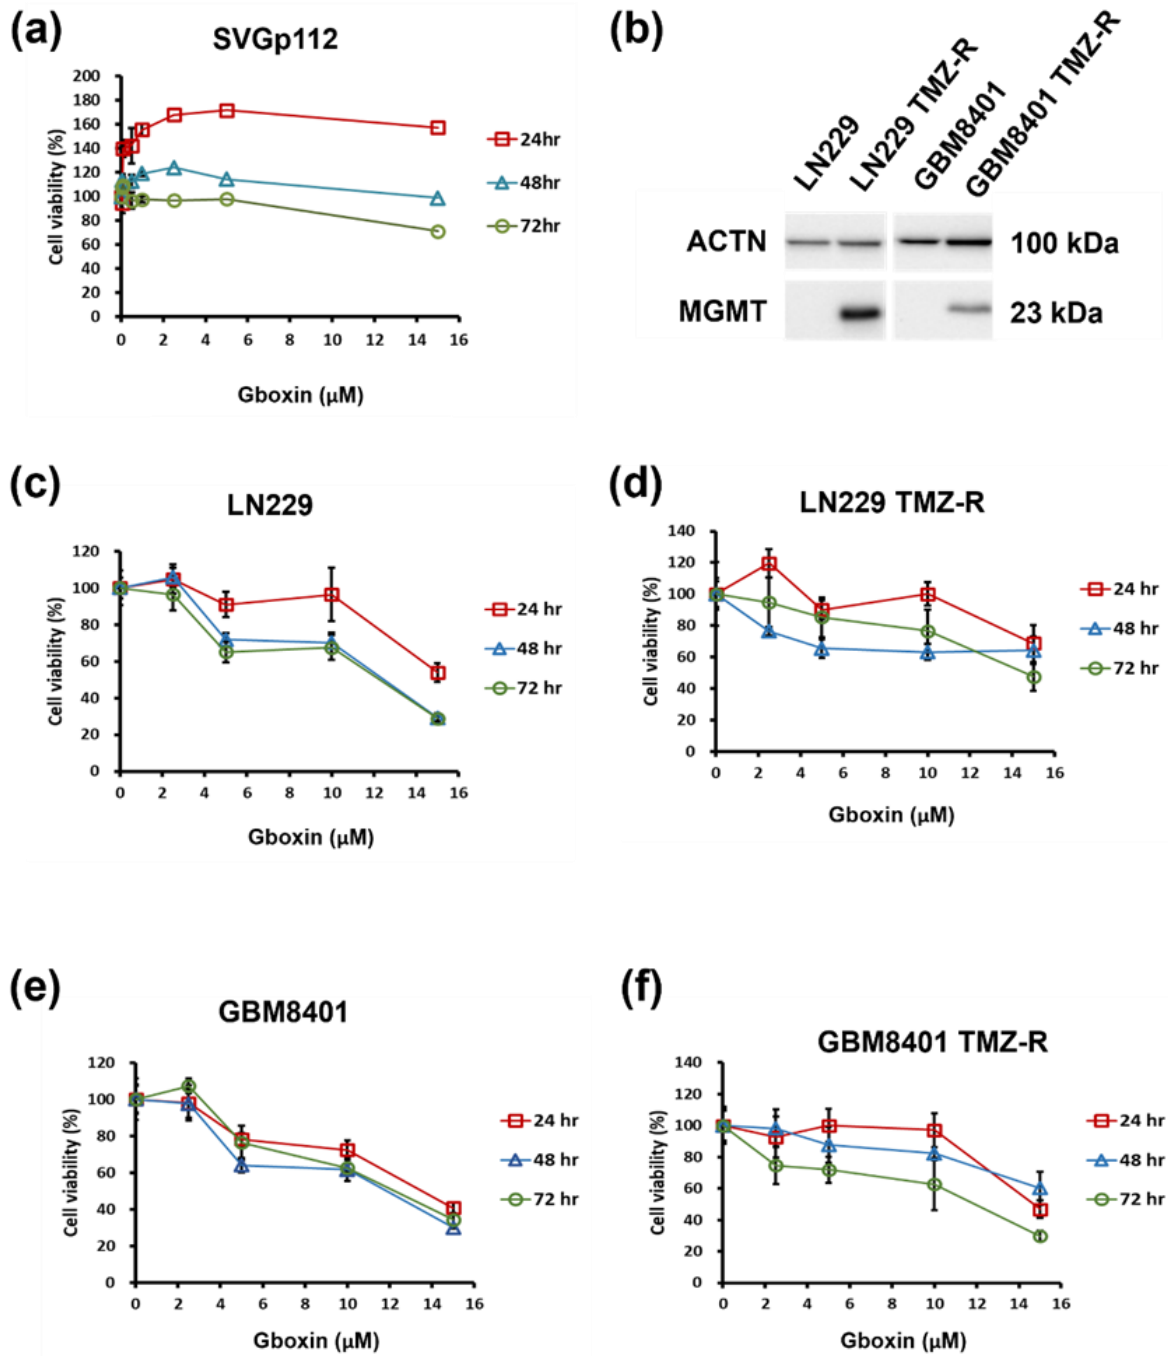 (a)
SVGp112
200
180
160
140
120
100
80
60
40
20
0
Cell viability (%)
0 2 4 6 8 10 12 14 16
Gboxin (µM)
24hr
48hr
72hr
(b)
LN229
LN229 TMZ-R
GBM8401
GBM8401 TMZ-R
ACTN 100 kDa
MGMT 23 kDa
(c)
LN229
120
100
80
60
40
20
0
Cell viability (%)
0 2 4 6 8 10 12 14 16
Gboxin (µM)
24 hr
48 hr
72 hr
(d)
LN229 TMZ-R
140
120
100
80
60
40
20
0
Cell viability (%)
0 2 4 6 8 10 12 14 16
Gboxin (µM)
24 hr
48 hr
72 hr
(e)
GBM8401
120
100
80
60
40
20
0
Cell viability (%)
0 2 4 6 8 10 12 14 16
Gboxin (µM)
24 hr
48 hr
72 hr
(f)
GBM8401 TMZ-R
140
120
100
80
60
40
20
0
Cell viability (%)
0 2 4 6 8 10 12 14 16
Gboxin (µM)
24 hr
48 hr
72 hr